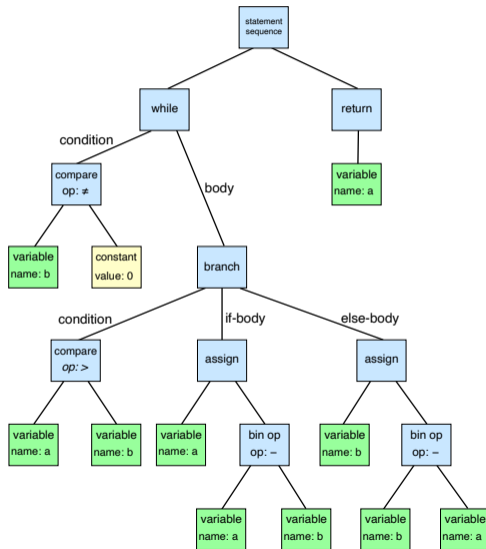 statement
sequence
while
return
condition
compare
op: ≠
body
variable
name: a
variable
name: b
constant
value: 0
branch
condition
if-body
else-body
compare
op: >
assign
assign
variable
name: a
variable
name: b
variable
name: a
bin op
op: −
variable
name: b
bin op
op: −
variable
name: a
variable
name: b
variable
name: b
variable
name: a